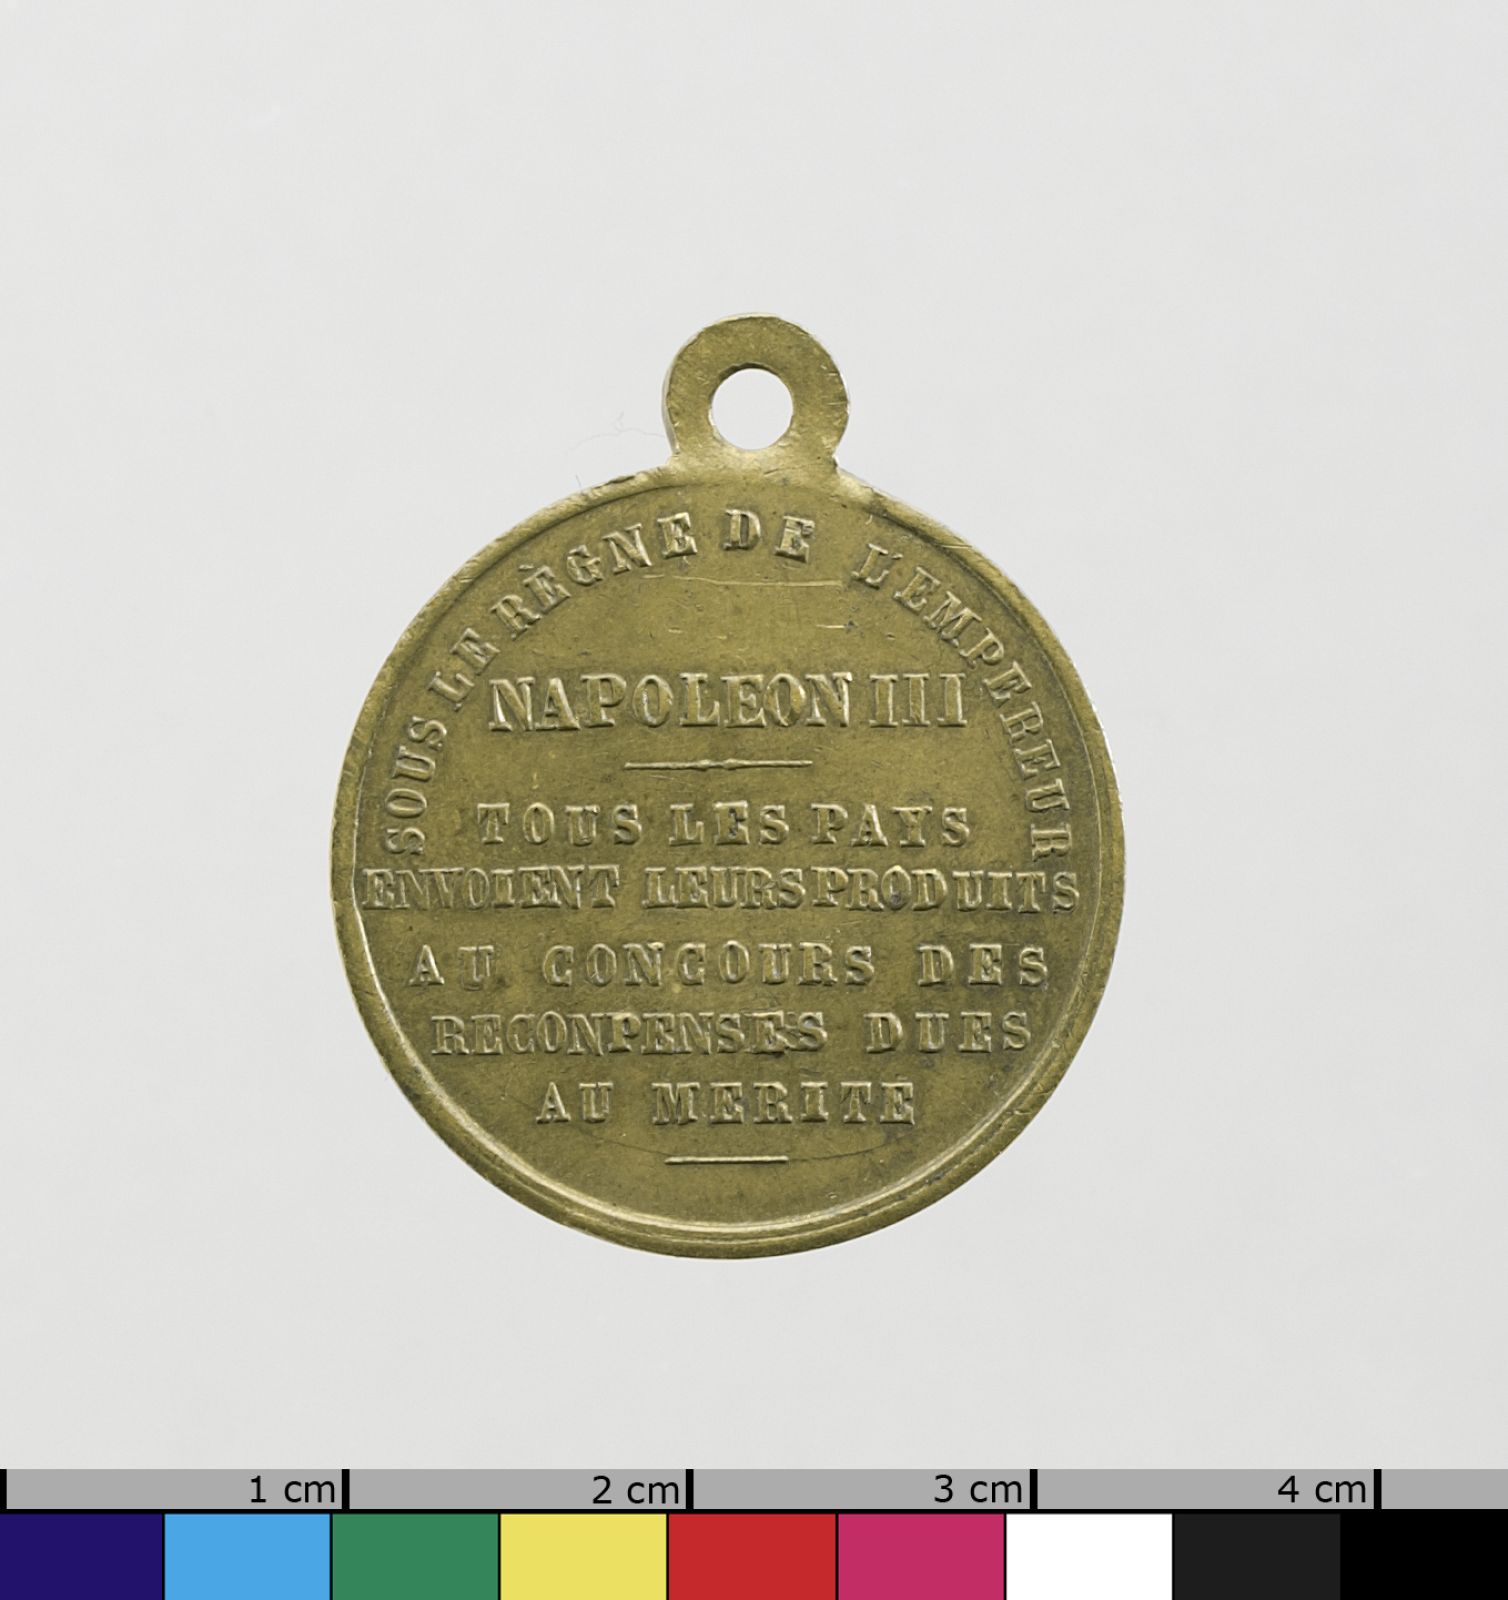 SOUS LE RÈGNE DE L'EMPEREUR
NAPOLEON III
TOUS LES PAYS
ENVOIENT LEURS PRODUITS
AU CONCOURS DES
RECONPENSES DUES
AU MERITE
1 cm 2 cm 3 cm 4 cm